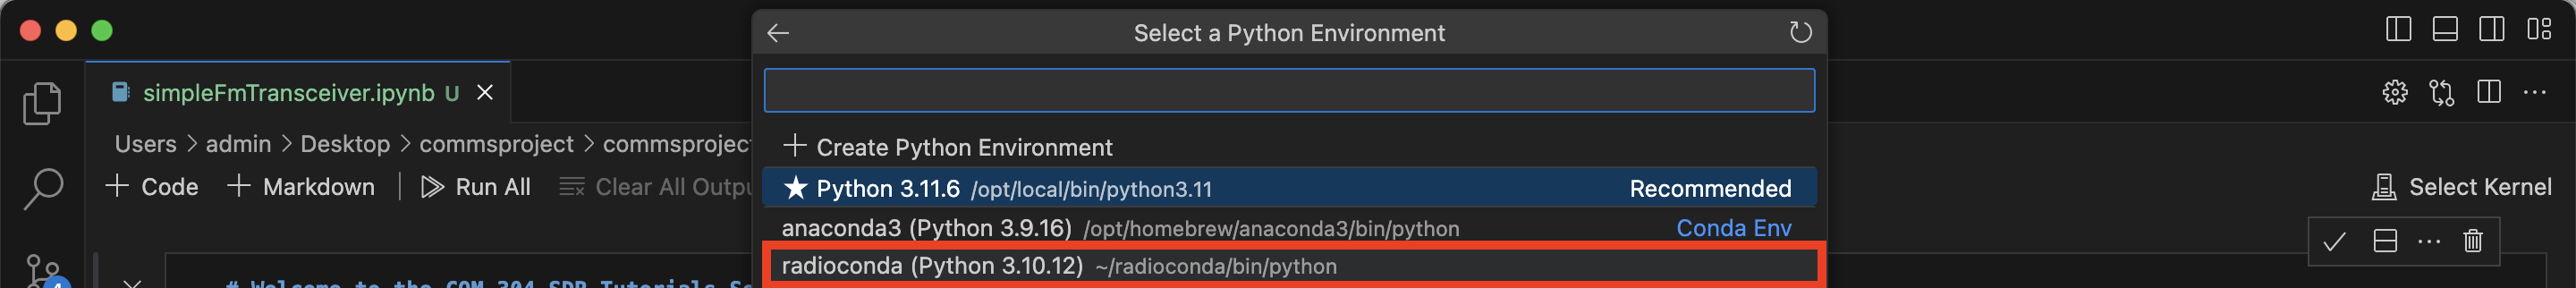 Select a Python Environment
simpleFmTransceiver.ipynb U
Users > admin > Desktop > commsproject > commsproject
+ Create Python Environment
+ Code + Markdown | Run All Clear All Outpu
★ Python 3.11.6 /opt/local/bin/python3.11 Recommended
Select Kernel
anaconda3 (Python 3.9.16) /opt/homebrew/anaconda3/bin/python Conda Env
radioconda (Python 3.10.12) ~/radioconda/bin/python
# Welcome to the COM 304 SDR Tutorials Se